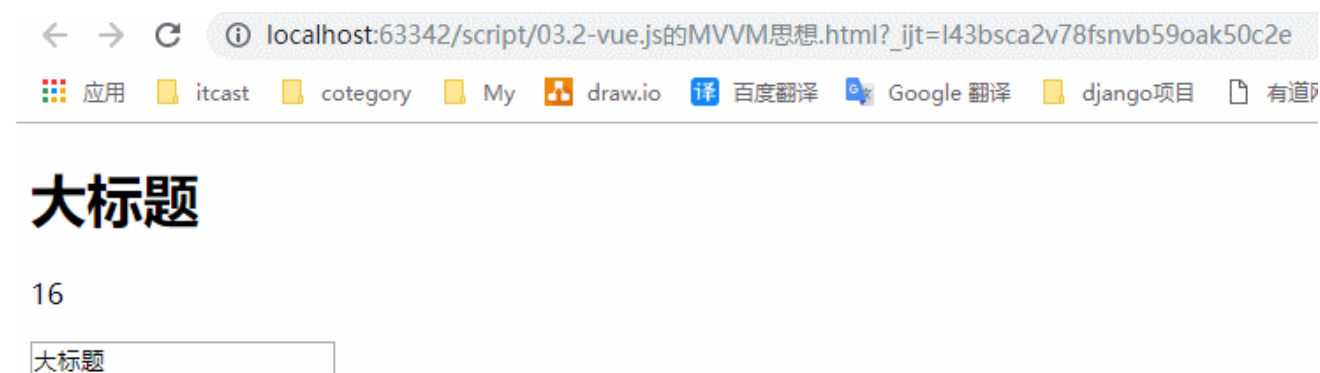 localhost:63342/script/03.2-vue.js的MVVM思想.html?_ijt=l43bsca2v78fsnvb59oak50c2e
应用 itcast cotegory My draw.io 译 百度翻译 Google 翻译 django项目 有道
大标题
16
大标题